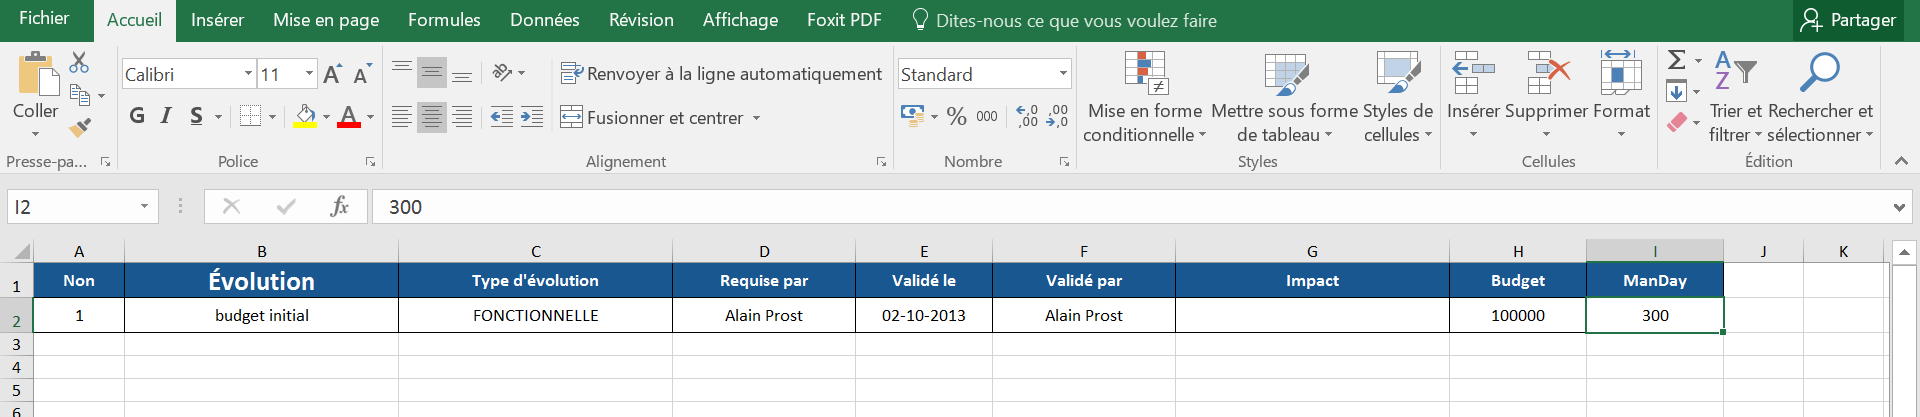 Fichier Accueil Insérer Mise en page Formules Données Révision Affichage Foxit PDF Dites-nous ce que vous voulez faire Partager
Calibri 11 Renvoyer à la ligne automatiquement Standard
Coller G I S A Fusionner et centrer % 000 ,0 ,00 ,00 ,0
Mise en forme conditionnelle Mettre sous forme de tableau Styles de cellules Insérer Supprimer Format Trier et filtrer Rechercher et sélectionner
Presse-pa... Police Alignement Nombre Styles Cellules Édition
I2 fx 300
A B C D E F G H I J K
1 Non Évolution Type d'évolution Requise par Validé le Validé par Impact Budget ManDay
2 1 budget initial FONCTIONNELLE Alain Prost 02-10-2013 Alain Prost 100000 300
3
4
5
6